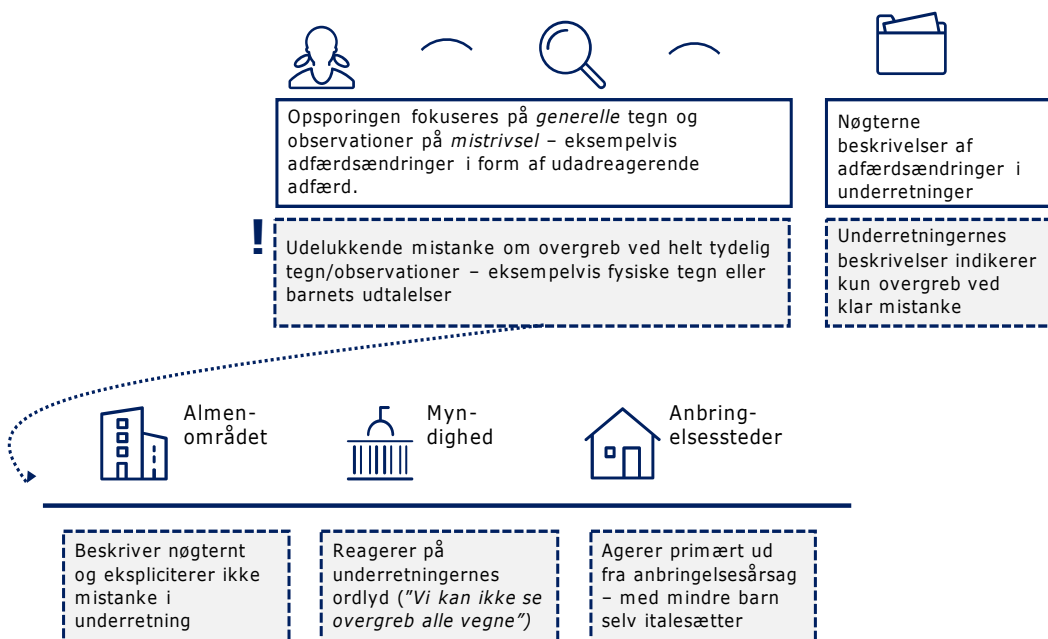 Opsporingen fokuseres på generelle tegn og
observationer på mistrivsel – eksempelvis
adfærdsændringer i form af udadreagerende
adfærd.
Nøgterne
beskrivelser af
adfærdsændringer i
underretninger
!
Udelukkende mistanke om overgreb ved helt tydelig
tegn/observationer – eksempelvis fysiske tegn eller
barnets udtalelser
Underretningernes
beskrivelser indikerer
kun overgreb ved
klar mistanke
Almen-
området
Myn-
dighed
Anbring-
elsessteder
Beskriver nøgternt
og ekspliciterer ikke
mistanke i
underretning
Reagerer på
underretningernes
ordlyd ("Vi kan ikke se
overgreb alle vegne")
Agerer primært ud
fra anbringelsesårsag
– med mindre barn
selv italesætter